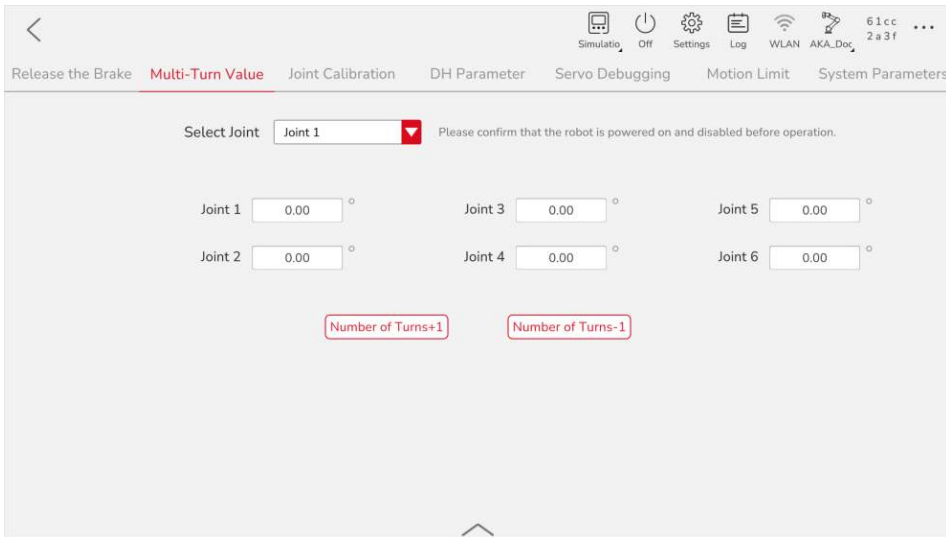 Simulatio
Off
Settings
Log
WLAN
AKA_Doc
61cc
2a3f
Release the Brake
Multi-Turn Value
Joint Calibration
DH Parameter
Servo Debugging
Motion Limit
System Parameters
Select Joint
Joint 1
Please confirm that the robot is powered on and disabled before operation.
Joint 1 0.00 °
Joint 3 0.00 °
Joint 5 0.00 °
Joint 2 0.00 °
Joint 4 0.00 °
Joint 6 0.00 °
Number of Turns+1
Number of Turns-1